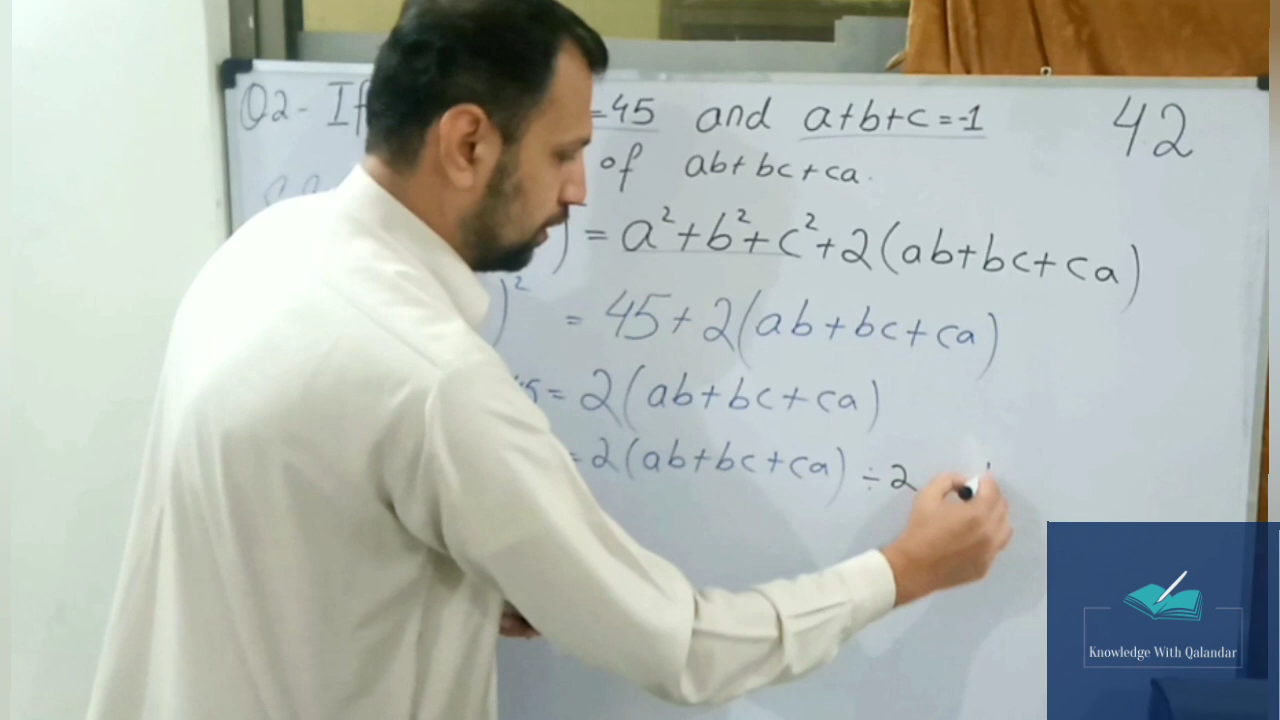 Q2- If =45 and a+b+c=-1
42
of ab+bc+ca.
) = a²+b²+c²+2(ab+bc+ca)
)² = 45+2(ab+bc+ca)
= 2(ab+bc+ca)
= 2(ab+bc+ca) ÷2
Knowledge With Qalandar